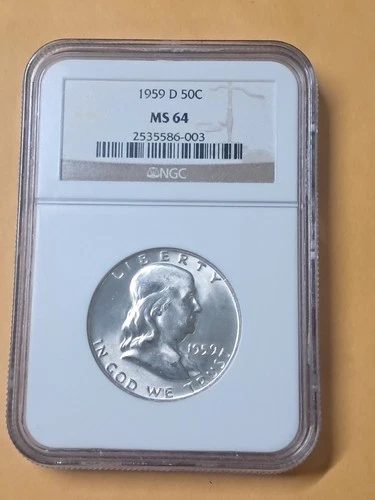 1959 D 50C
MS 64
2535586-003
NGC
LIBERTY
1959
IN GOD WE TRUST